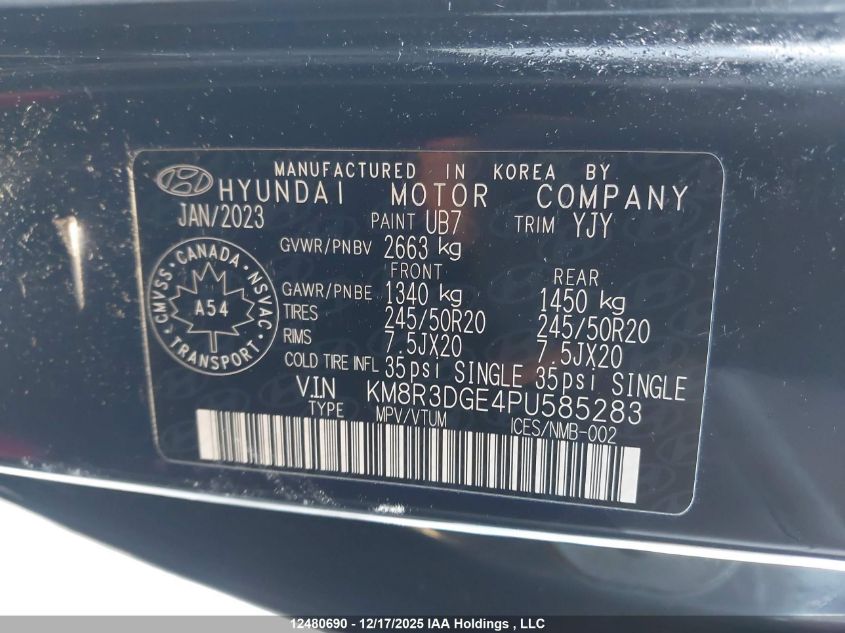 MANUFACTURED IN KOREA BY
HYUNDAI MOTOR COMPANY
JAN/2023 PAINT UB7 TRIM YJY
GVWR/PNBV 2663 kg
FRONT REAR
GAWR/PNBE 1340 kg 1450 kg
TIRES 245/50R20 245/50R20
RIMS 7.5JX20 7.5JX20
COLD TIRE INFL 35psi SINGLE 35psi SINGLE
VIN KM8R3DGE4PU585283
TYPE MPV/VTUM ICES/NMB-002
CMVSS · CANADA · NSVAC
A54
TRANSPORT
12480690 - 12/17/2025 IAA Holdings , LLC